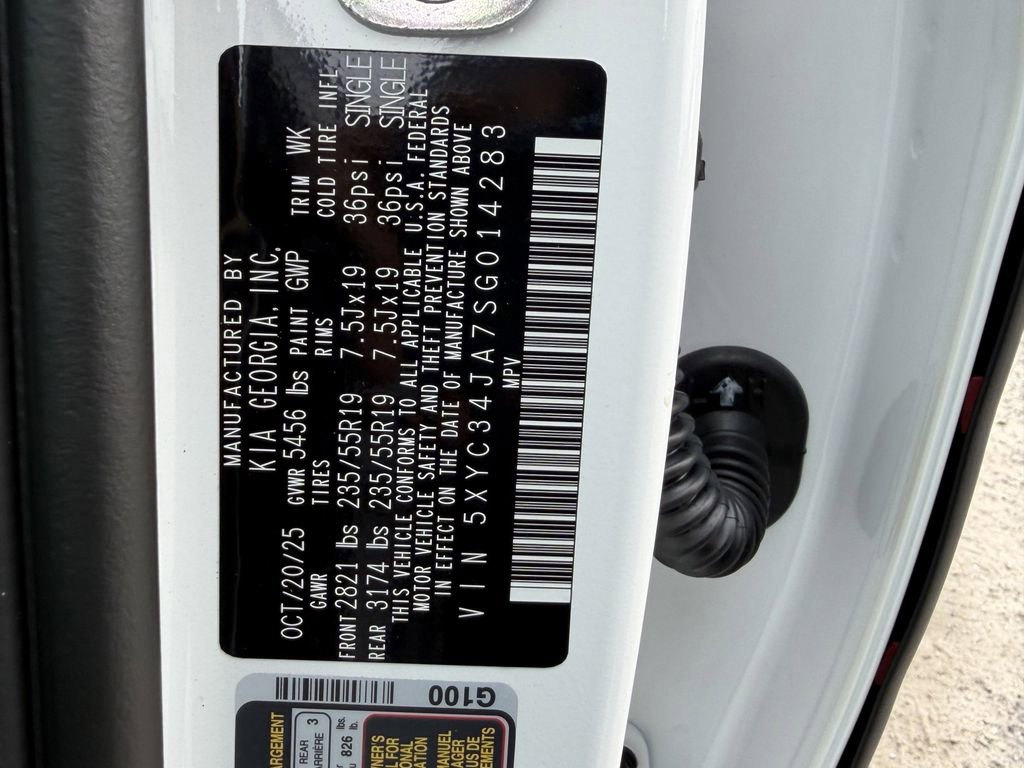 MANUFACTURED BY
KIA GEORGIA, INC.
OCT/20/25 GVWR 5456 lbs PAINT GWP TRIM WK
GAWR TIRES RIMS COLD TIRE INFL
FRONT 2821 lbs 235/55R19 7.5Jx19 36psi SINGLE
REAR 3174 lbs 235/55R19 7.5Jx19 36psi SINGLE
THIS VEHICLE CONFORMS TO ALL APPLICABLE U.S.A. FEDERAL
MOTOR VEHICLE SAFETY AND THEFT PREVENTION STANDARDS
IN EFFECT ON THE DATE OF MANUFACTURE SHOWN ABOVE
VIN 5XYC34JA7SG014283
MPV
G100
REAR 3
826 lb.
lbs.